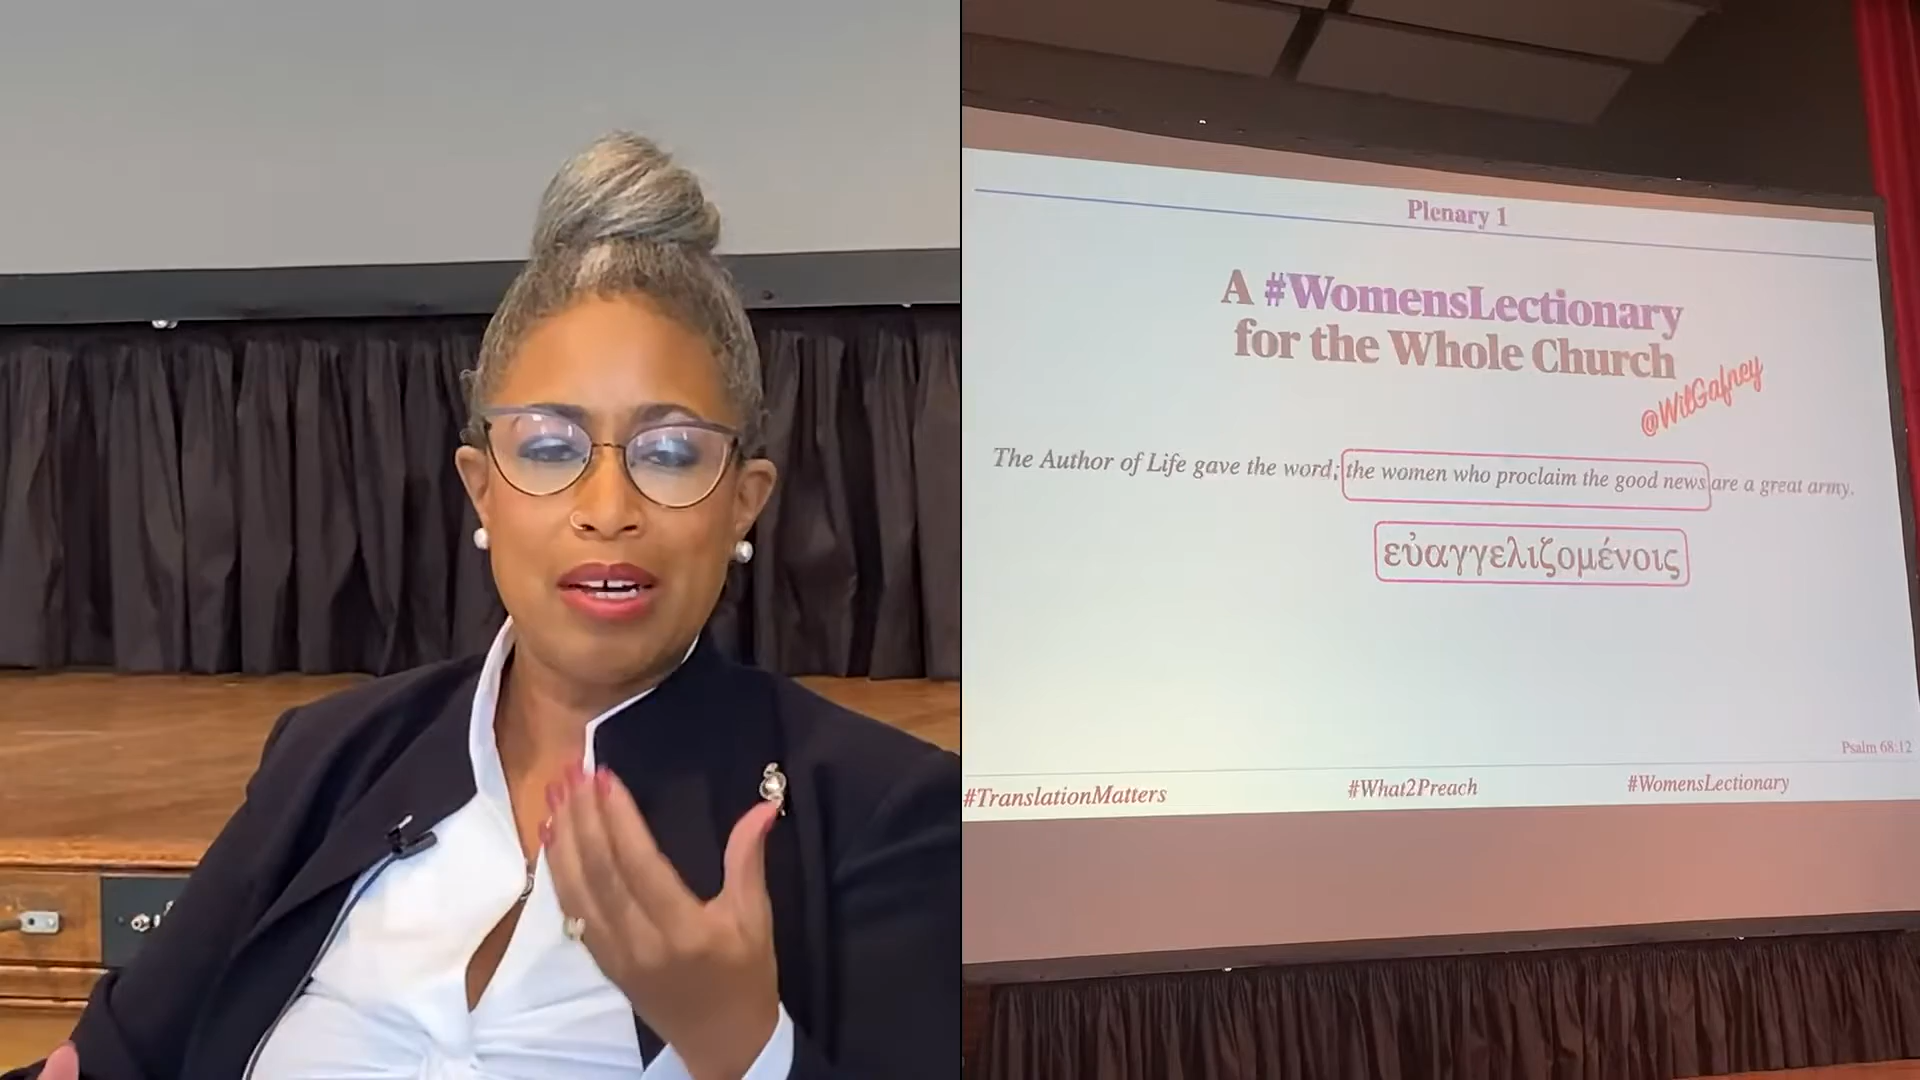 Plenary 1
A #WomensLectionary
for the Whole Church
@WilGafney
The Author of Life gave the word; the women who proclaim the good news are a great army.
εὐαγγελιζομένοις
Psalm 68:12
#TranslationMatters #What2Preach #WomensLectionary